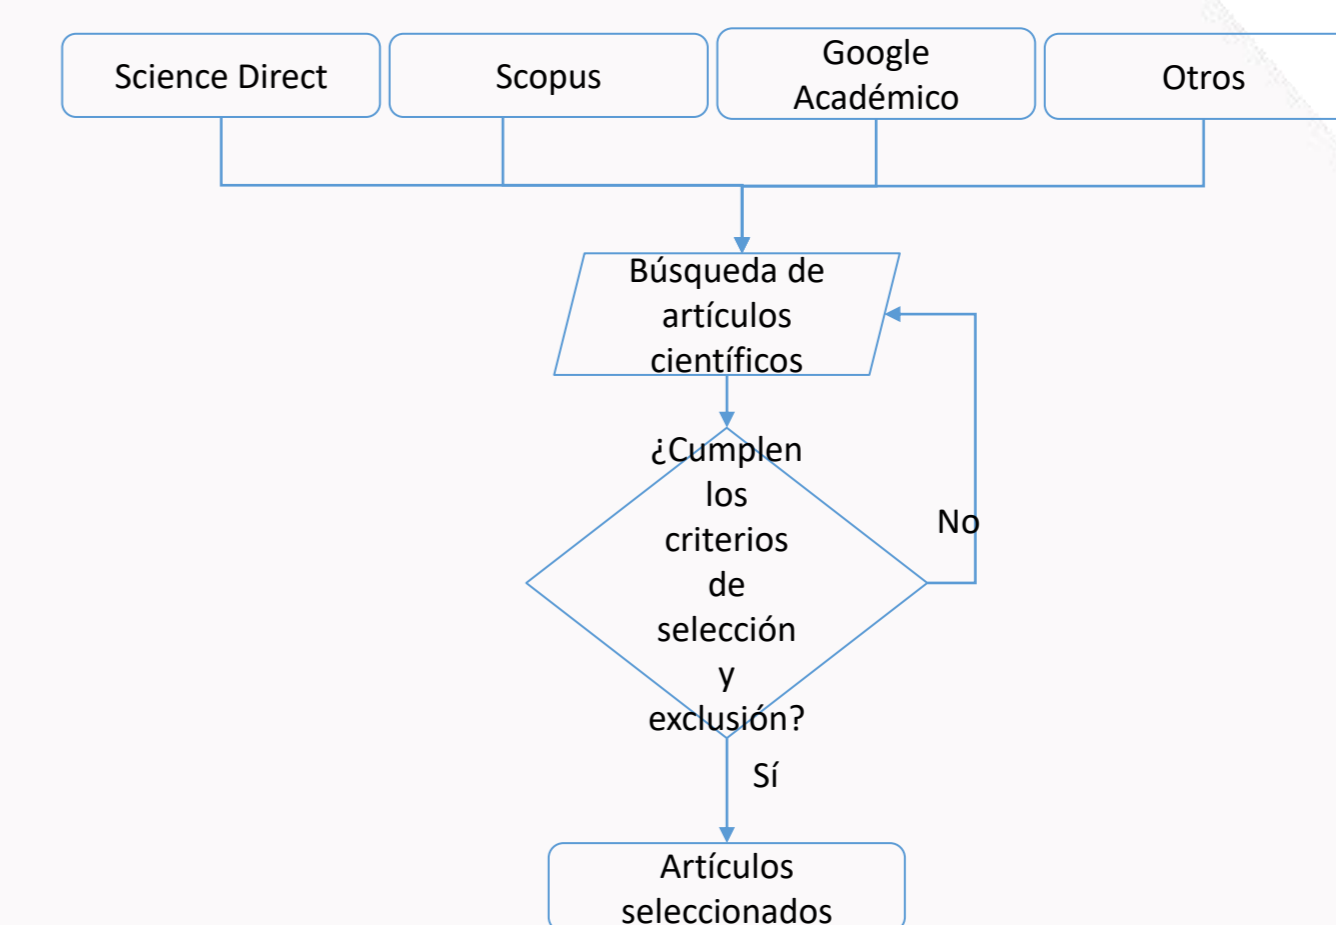 Science Direct
Scopus
Google
Académico
Otros
Búsqueda de
artículos
científicos
¿Cumplen
los
criterios
de
selección
y
exclusión?
No
Sí
Artículos
seleccionados